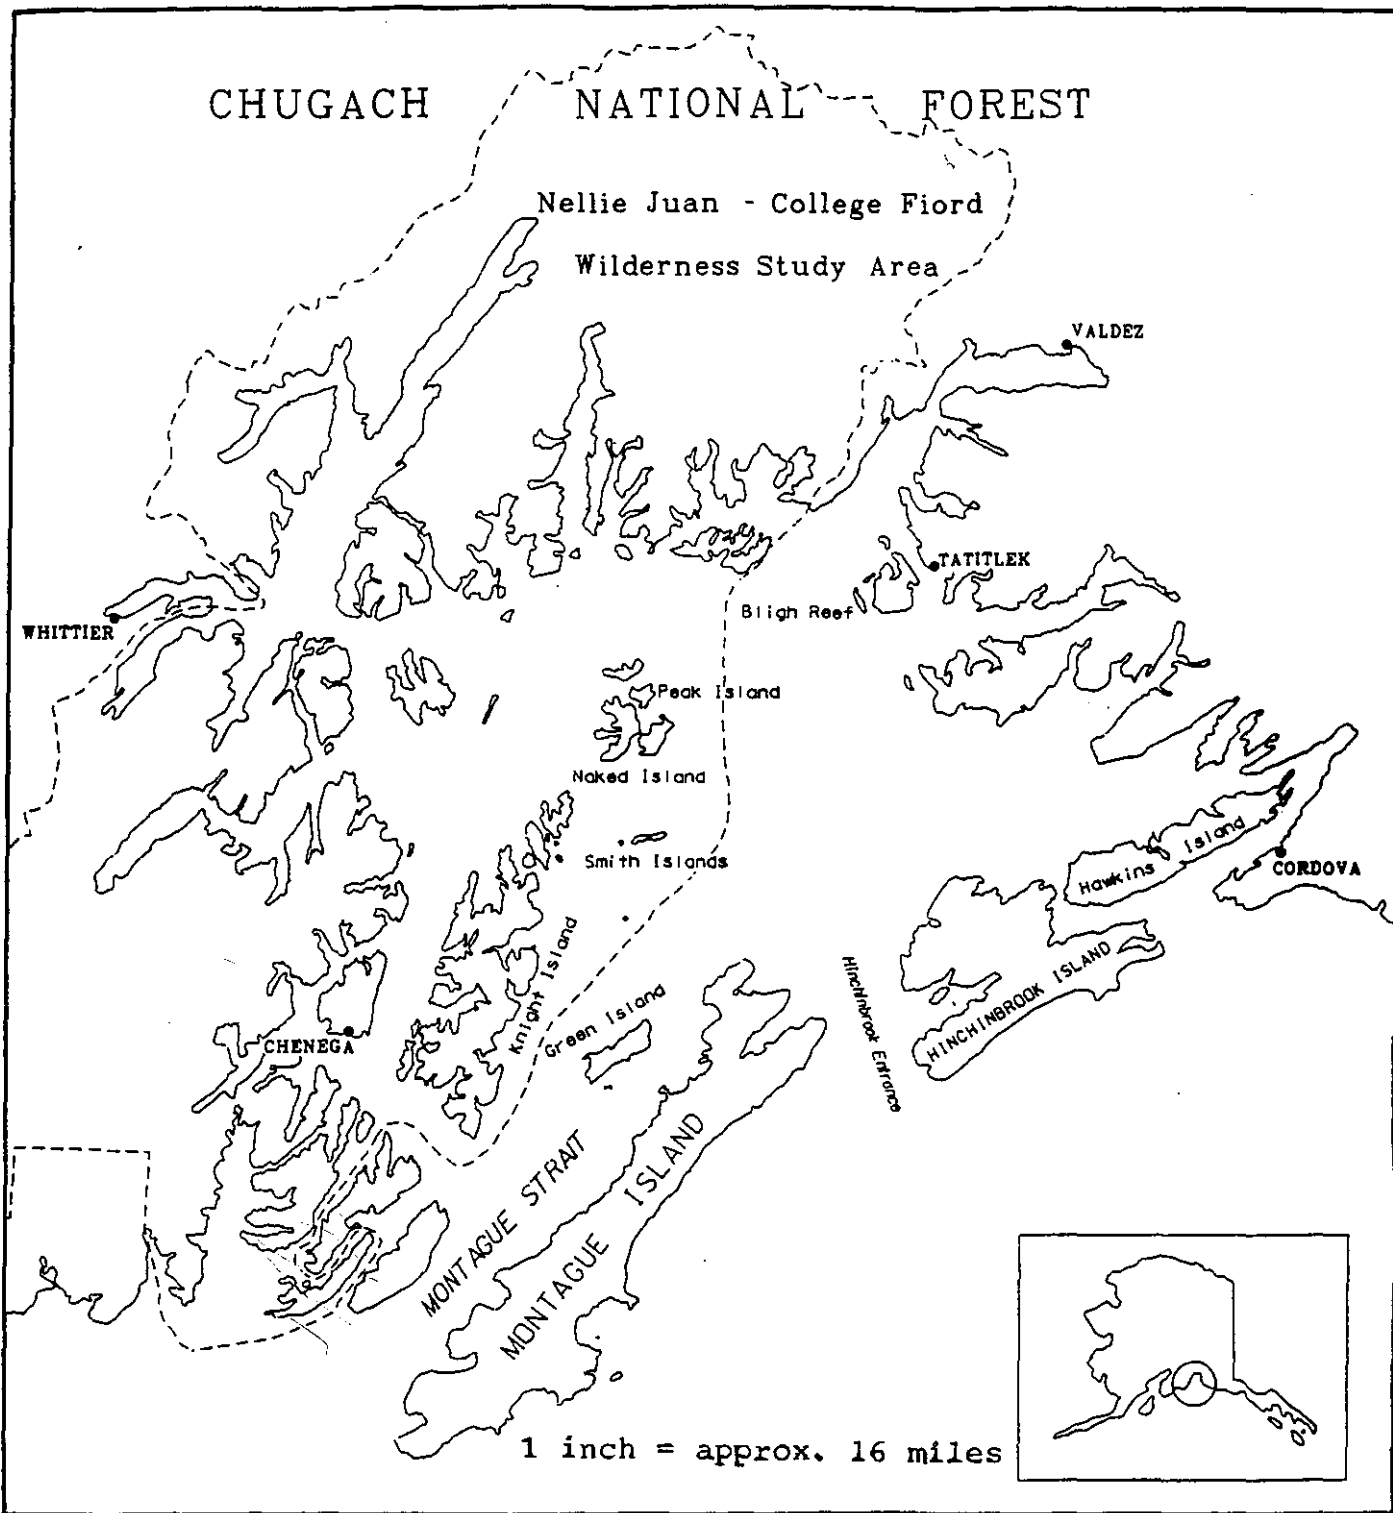 CHUGACH NATIONAL FOREST
Nellie Juan - College Fiord
Wilderness Study Area
VALDEZ
TATITLEK
Bligh Reef
WHITTIER
Peak Island
Naked Island
Smith Islands
Hawkins Island
CORDOVA
Knight Island
Green Island
Hinchinbrook Entrance
HINCHINBROOK ISLAND
CHENEGA
MONTAGUE STRAIT
MONTAGUE ISLAND
1 inch = approx. 16 miles